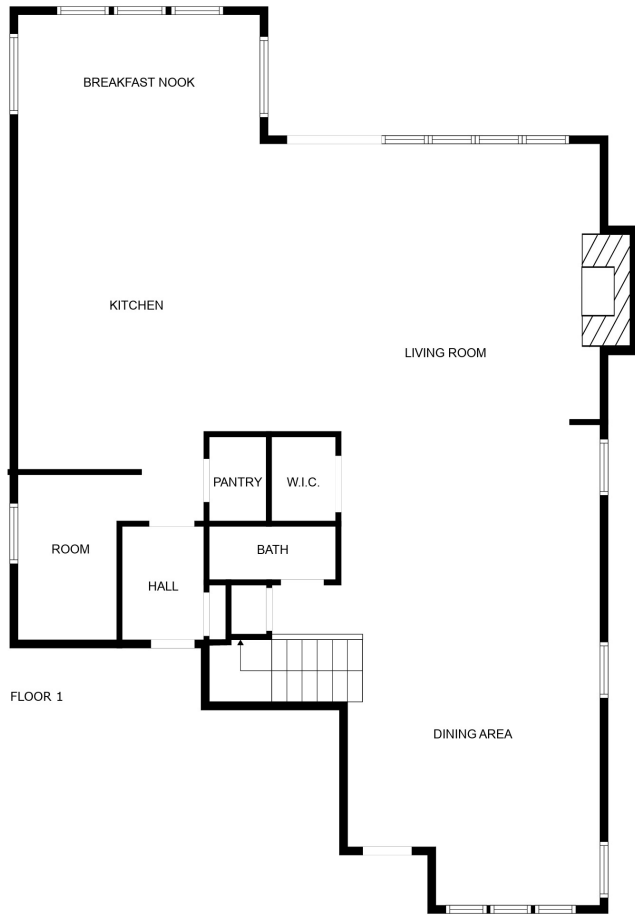 BREAKFAST NOOK
KITCHEN
LIVING ROOM
PANTRY
W.I.C.
ROOM
BATH
HALL
FLOOR 1
DINING AREA